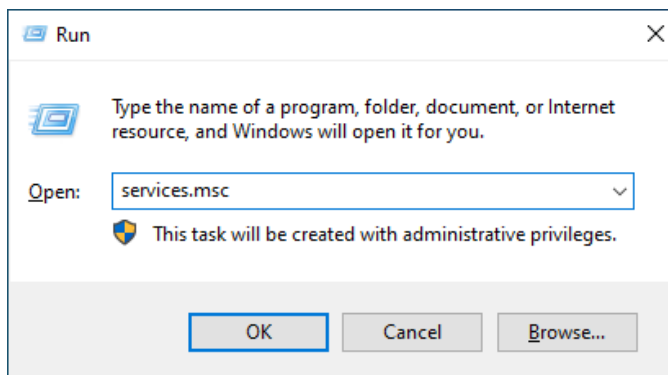 Run
Type the name of a program, folder, document, or Internet
resource, and Windows will open it for you.
Open: services.msc
This task will be created with administrative privileges.
OK Cancel Browse...